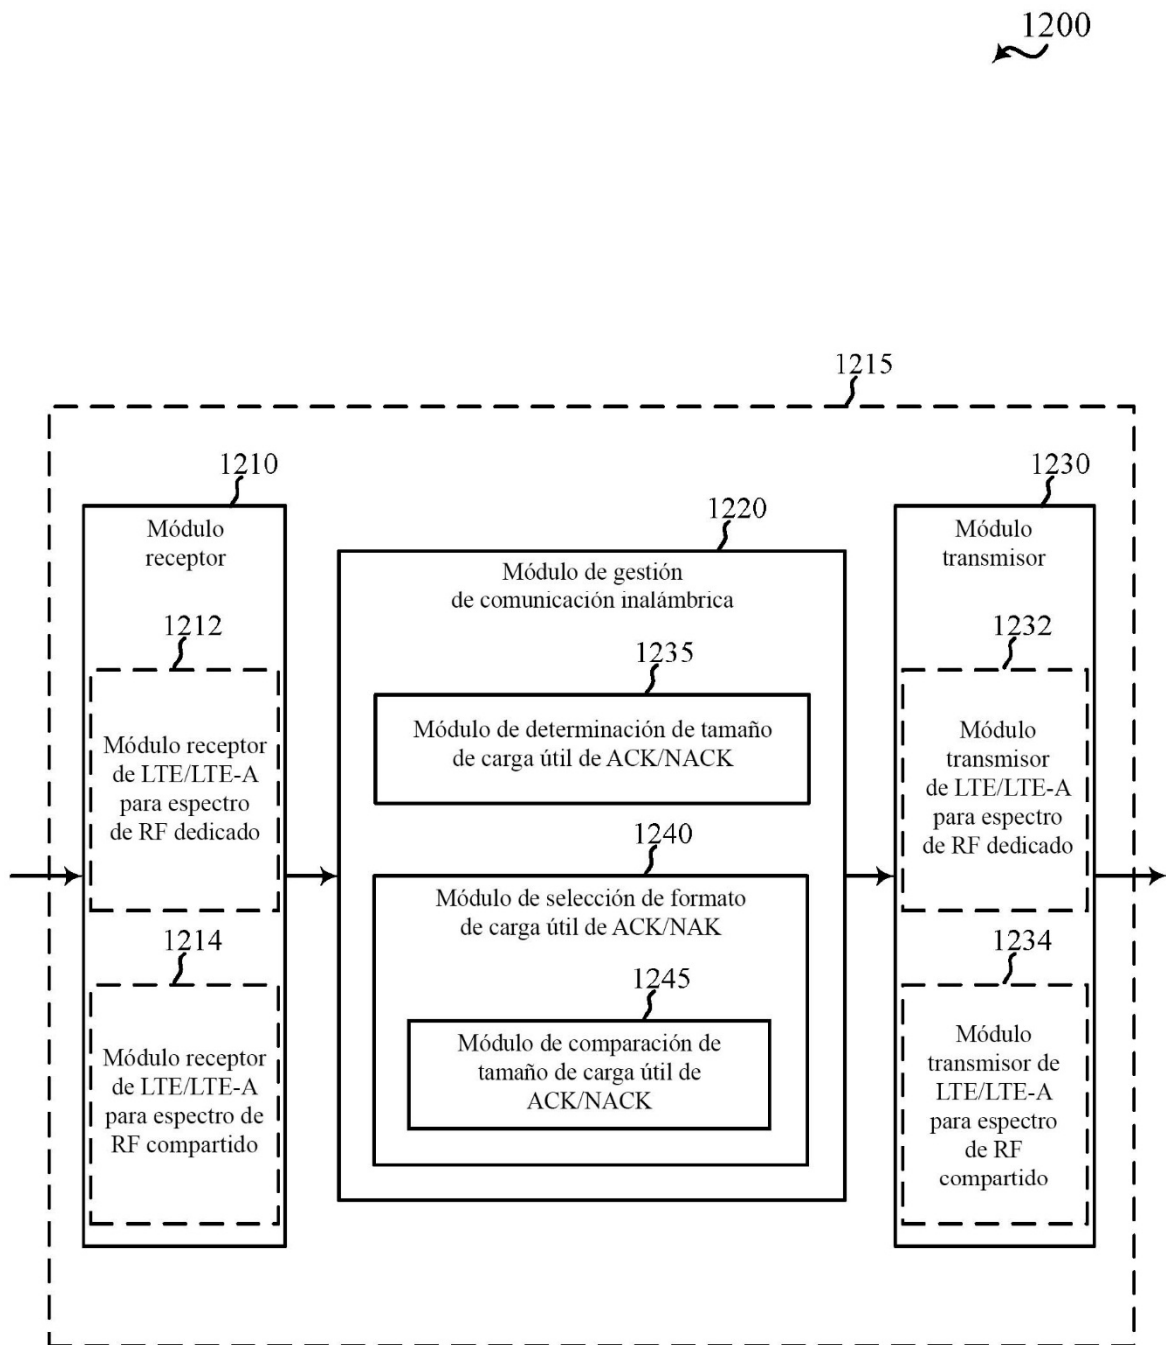 1200
1215
1210
Módulo
receptor
1212
Módulo receptor
de LTE/LTE-A
para espectro
de RF dedicado
1214
Módulo receptor
de LTE/LTE-A
para espectro de
RF compartido
1220
Módulo de gestión
de comunicación inalámbrica
1235
Módulo de determinación de tamaño
de carga útil de ACK/NACK
1240
Módulo de selección de formato
de carga útil de ACK/NAK
1245
Módulo de comparación de
tamaño de carga útil de
ACK/NACK
1230
Módulo
transmisor
1232
Módulo
transmisor
de LTE/LTE-A
para espectro
de RF dedicado
1234
Módulo
transmisor de
LTE/LTE-A
para espectro
de RF
compartido